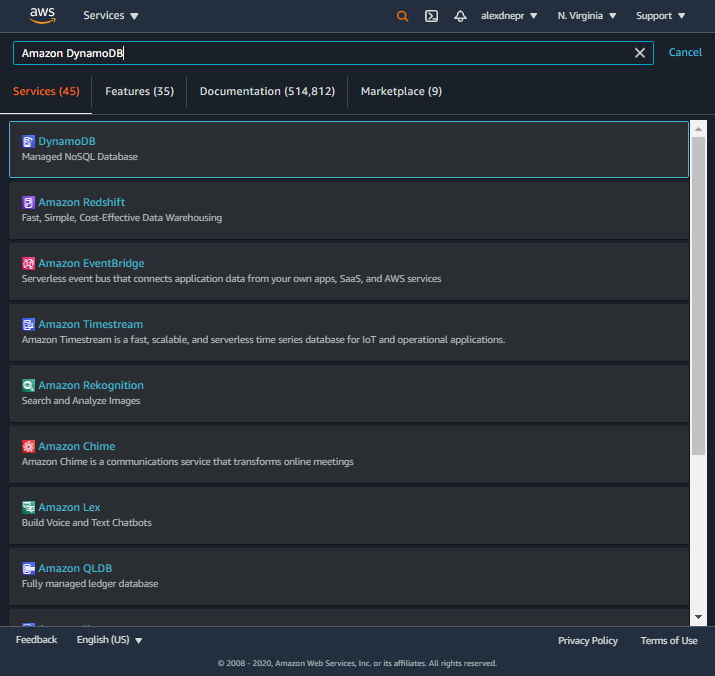 aws
Services
alexdnepr
N. Virginia
Support
Amazon DynamoDB
Cancel
Services (45)
Features (35)
Documentation (514,812)
Marketplace (9)
DynamoDB
Managed NoSQL Database
Amazon Redshift
Fast, Simple, Cost-Effective Data Warehousing
Amazon EventBridge
Serverless event bus that connects application data from your own apps, SaaS, and AWS services
Amazon Timestream
Amazon Timestream is a fast, scalable, and serverless time series database for IoT and operational applications.
Amazon Rekognition
Search and Analyze Images
Amazon Chime
Amazon Chime is a communications service that transforms online meetings
Amazon Lex
Build Voice and Text Chatbots
Amazon QLDB
Fully managed ledger database
Feedback
English (US)
Privacy Policy
Terms of Use
© 2008 - 2020, Amazon Web Services, Inc. or its affiliates. All rights reserved.